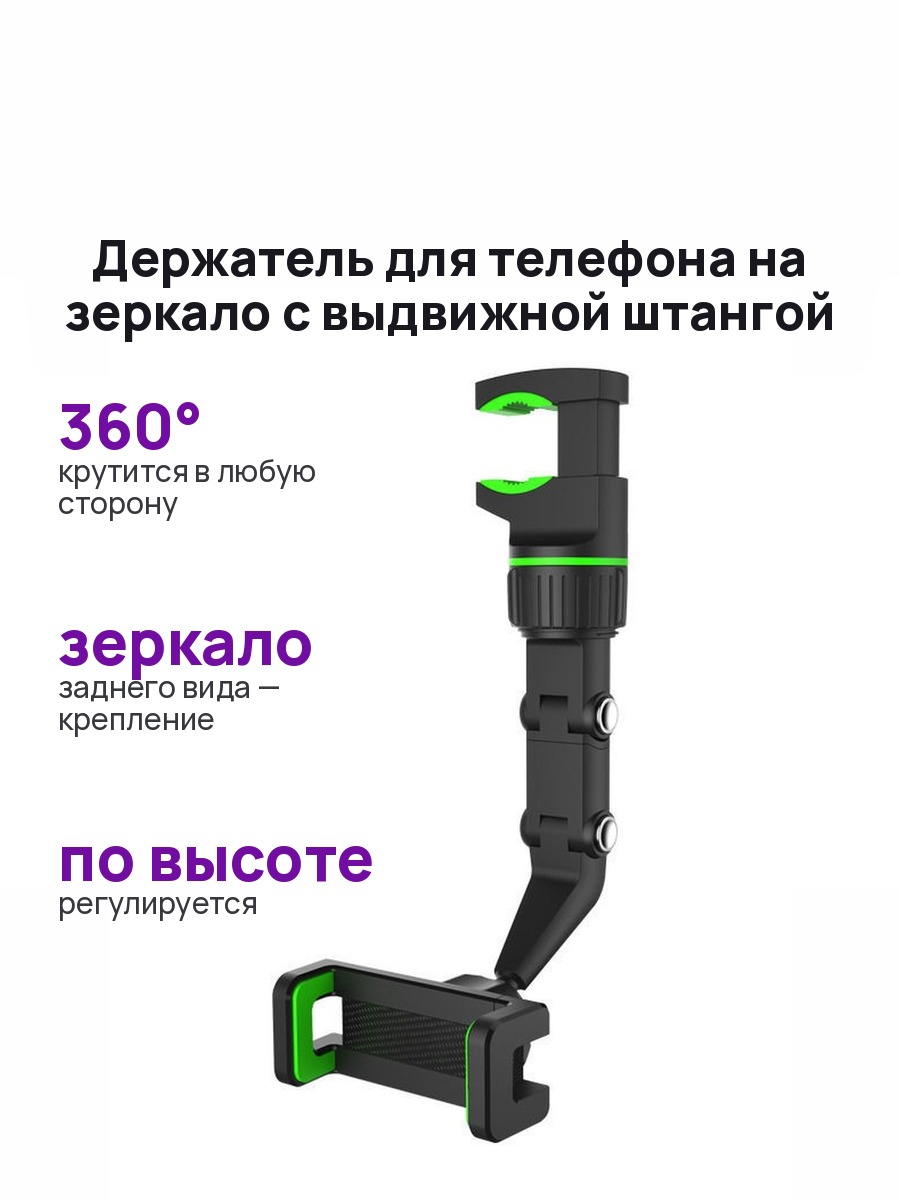 Держатель для телефона на
зеркало с выдвижной штангой
360°
крутится в любую
сторону
зеркало
заднего вида —
крепление
по высоте
регулируется